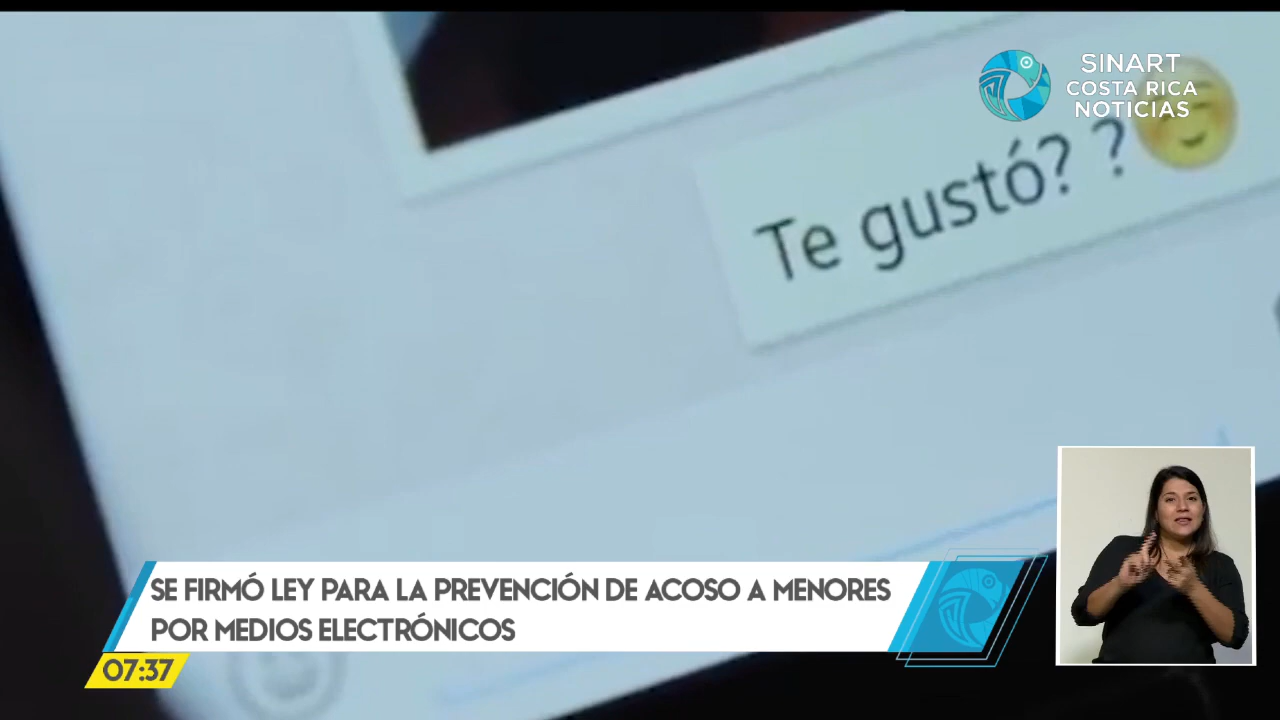 SINART
COSTA RICA
NOTICIAS
Te gustó? ?
SE FIRMÓ LEY PARA LA PREVENCIÓN DE ACOSO A MENORES
POR MEDIOS ELECTRÓNICOS
07:37